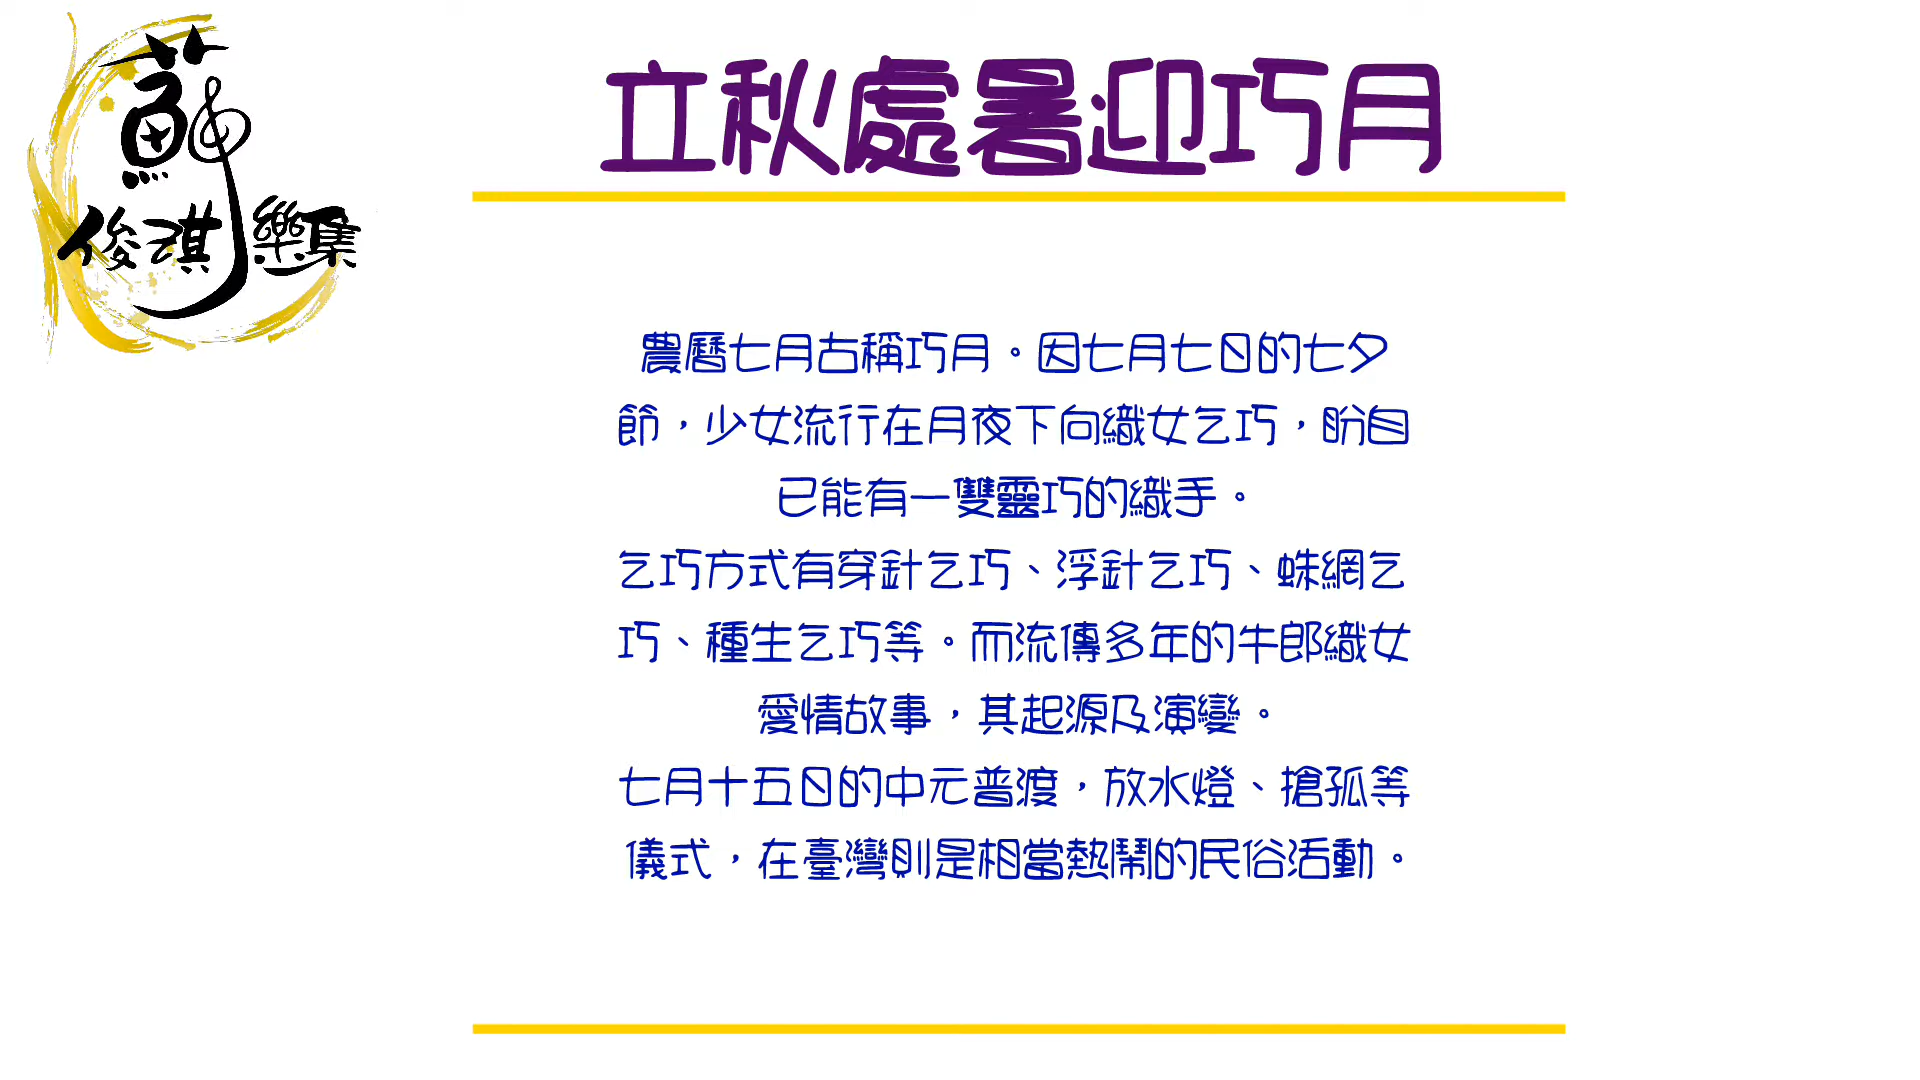 蘇
俊淇樂集
立秋處暑迎巧月
農曆七月古稱巧月。因七月七日的七夕
節，少女流行在月夜下向織女乞巧，盼自
已能有一雙靈巧的織手。
乞巧方式有穿針乞巧、浮針乞巧、蛛網乞
巧、種生乞巧等。而流傳多年的牛郎織女
愛情故事，其起源及演變。
七月十五日的中元普渡，放水燈、搶孤等
儀式，在臺灣則是相當熱鬧的民俗活動。